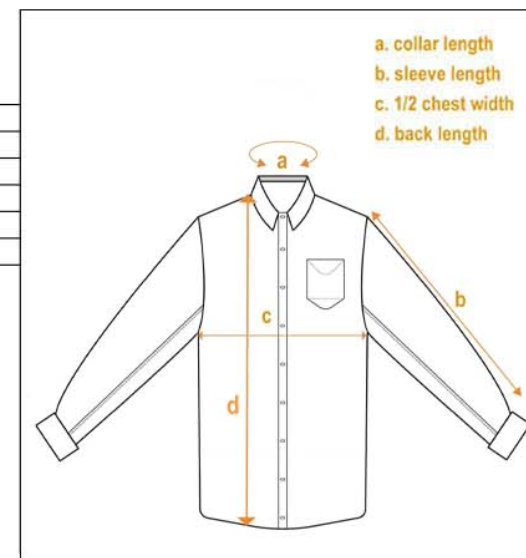 a. collar length
b. sleeve length
c. 1/2 chest width
d. back length
a
b
c
d